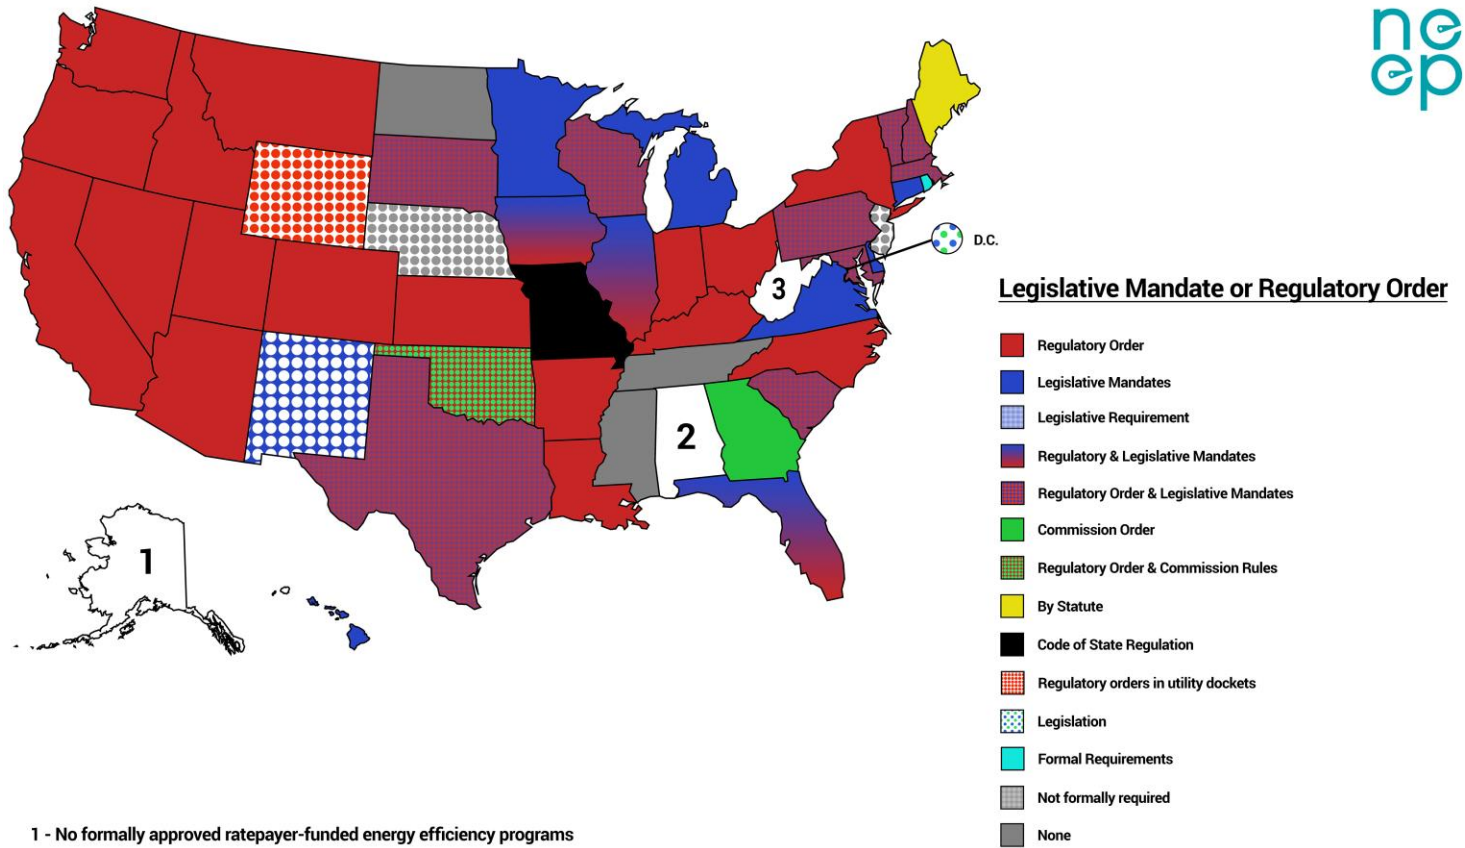 ne
ep
D.C.
3
2
1
Legislative Mandate or Regulatory Order
Regulatory Order
Legislative Mandates
Legislative Requirement
Regulatory & Legislative Mandates
Regulatory Order & Legislative Mandates
Commission Order
Regulatory Order & Commission Rules
By Statute
Code of State Regulation
Regulatory orders in utility dockets
Legislation
Formal Requirements
Not formally required
None
1 - No formally approved ratepayer-funded energy efficiency programs